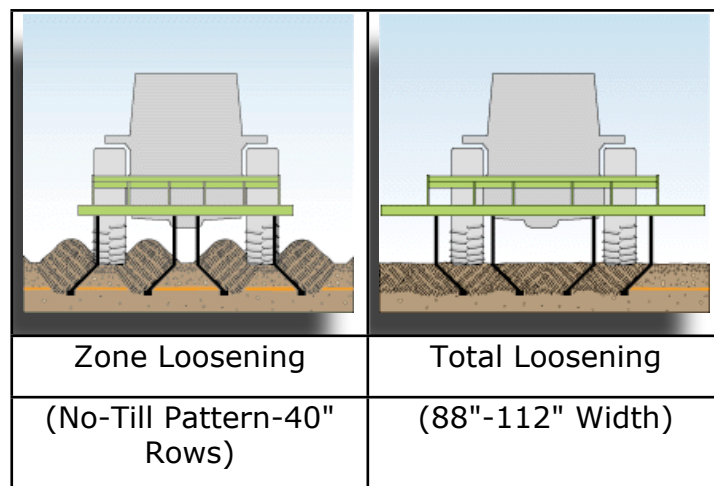 Zone Loosening
Total Loosening
(No-Till Pattern-40"
Rows)
(88"-112" Width)